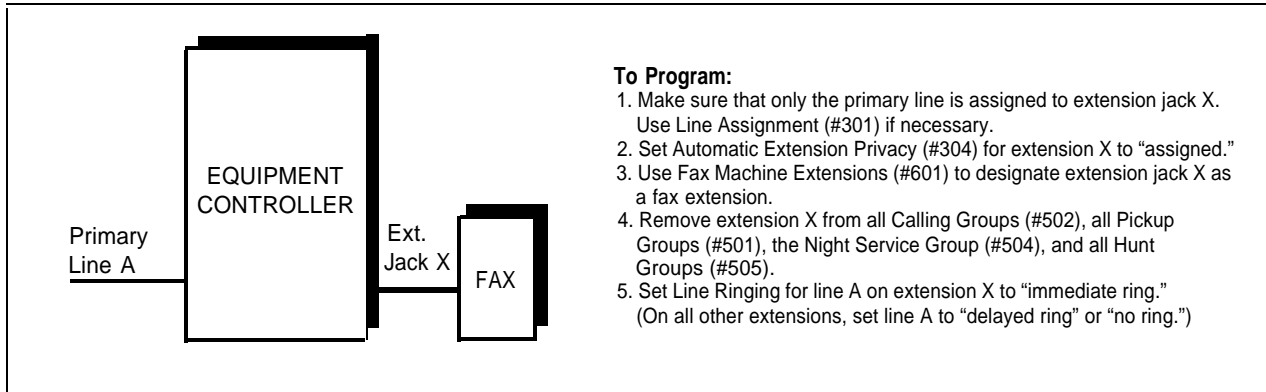 EQUIPMENT
CONTROLLER
Primary
Line A
Ext.
Jack X
FAX
To Program:
1. Make sure that only the primary line is assigned to extension jack X.
Use Line Assignment (#301) if necessary.
2. Set Automatic Extension Privacy (#304) for extension X to “assigned.”
3. Use Fax Machine Extensions (#601) to designate extension jack X as
a fax extension.
4. Remove extension X from all Calling Groups (#502), all Pickup
Groups (#501), the Night Service Group (#504), and all Hunt
Groups (#505).
5. Set Line Ringing for line A on extension X to “immediate ring.”
(On all other extensions, set line A to “delayed ring” or “no ring.”)